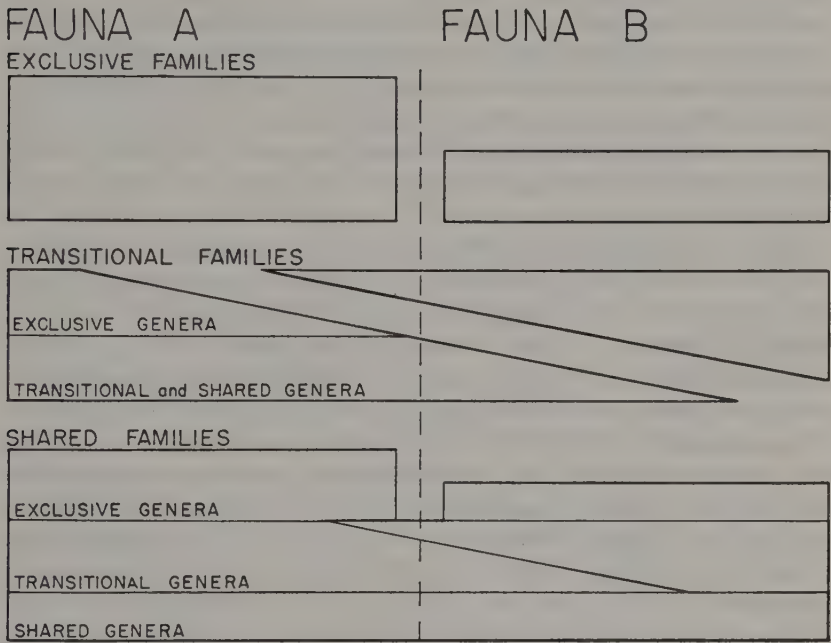 FAUNA A FAUNA B
EXCLUSIVE FAMILIES
TRANSITIONAL FAMILIES
EXCLUSIVE GENERA
TRANSITIONAL and SHARED GENERA
SHARED FAMILIES
EXCLUSIVE GENERA
TRANSITIONAL GENERA
SHARED GENERA